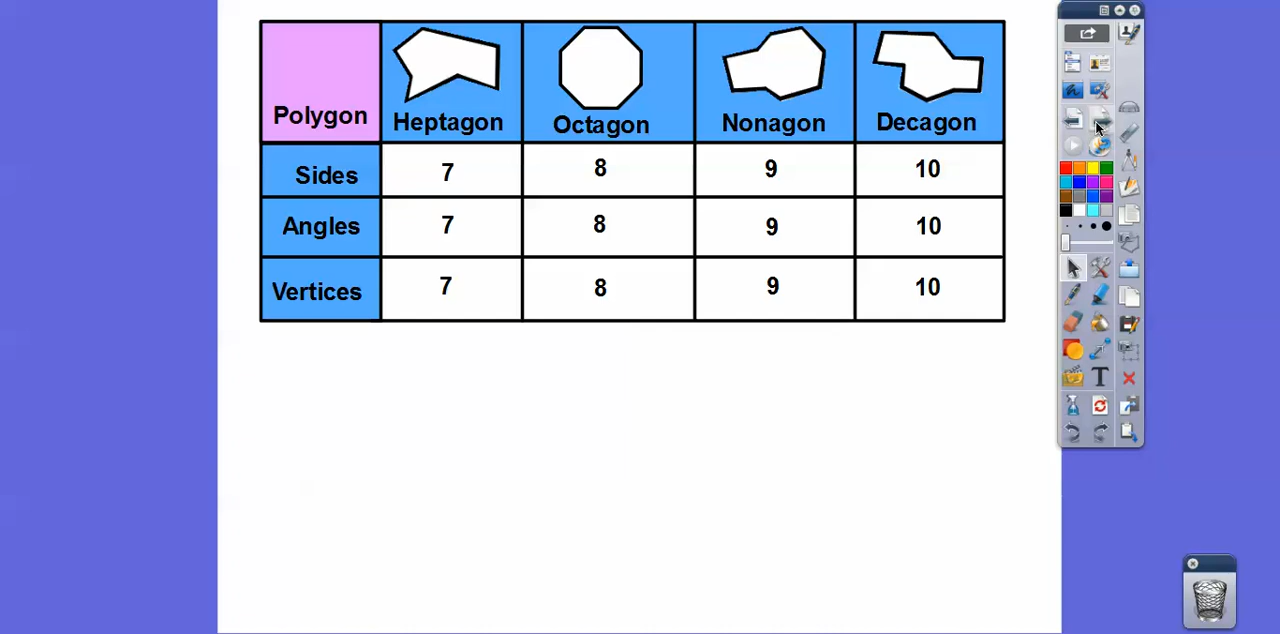 Polygon Heptagon Octagon Nonagon Decagon
Sides 7 8 9 10
Angles 7 8 9 10
Vertices 7 8 9 10
T